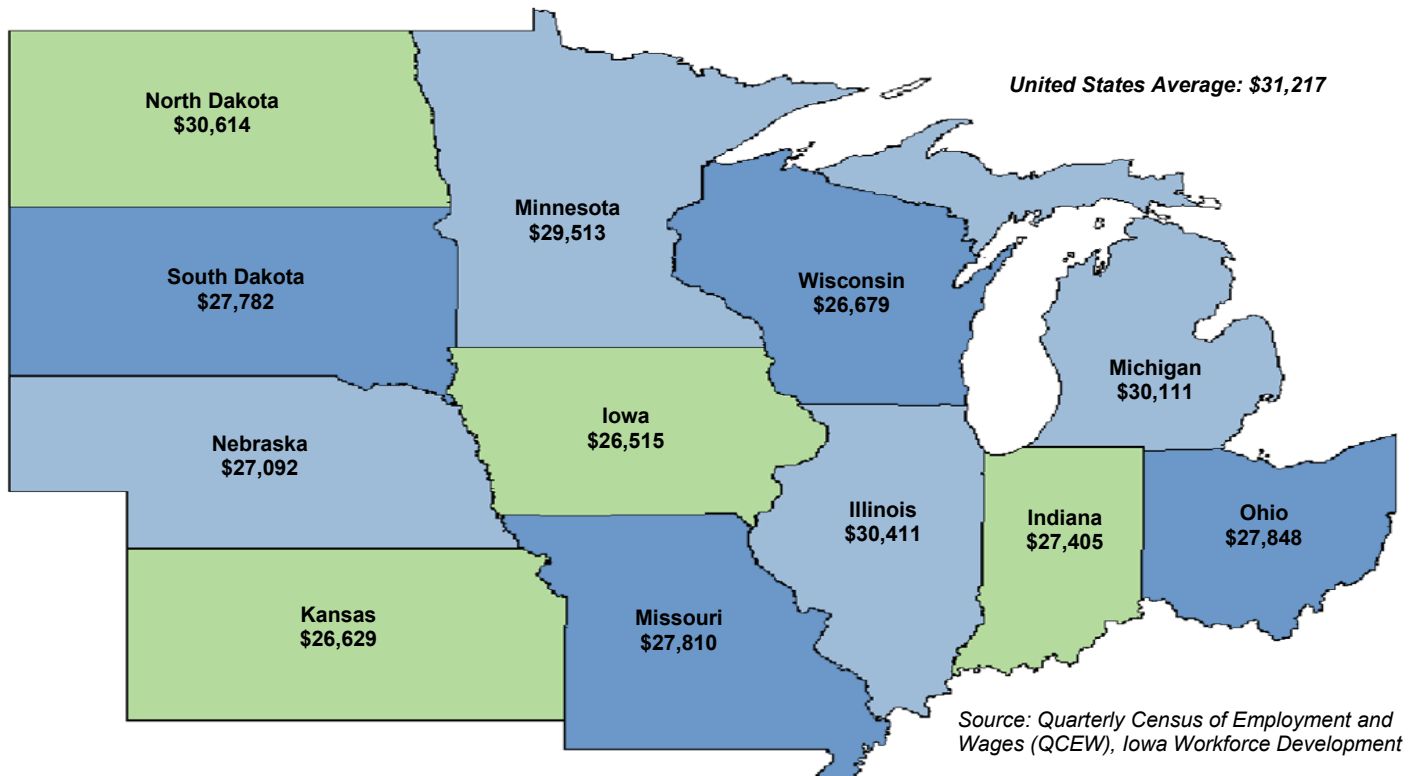 United States Average: $31,217
North Dakota
$30,614
Minnesota
$29,513
South Dakota
$27,782
Wisconsin
$26,679
Michigan
$30,111
Iowa
$26,515
Nebraska
$27,092
Illinois
$30,411
Indiana
$27,405
Ohio
$27,848
Kansas
$26,629
Missouri
$27,810
Source: Quarterly Census of Employment and
Wages (QCEW), Iowa Workforce Development